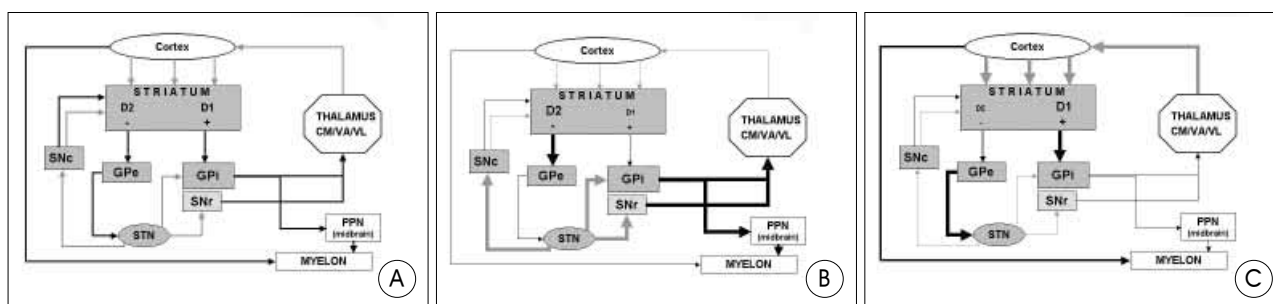 Cortex
STRIATUM
D2 D1
- +
THALAMUS
CM/VA/VL
SNc
GPe
GPi
SNr
STN
PPN
(midbrain)
MYELON
A
Cortex
STRIATUM
D2 D1
- +
THALAMUS
CM/VA/VL
SNc
GPe
GPi
SNr
STN
PPN
(midbrain)
MYELON
B
Cortex
STRIATUM
D2 D1
- +
THALAMUS
CM/VA/VL
SNc
GPe
GPi
SNr
STN
PPN
(midbrain)
MYELON
C